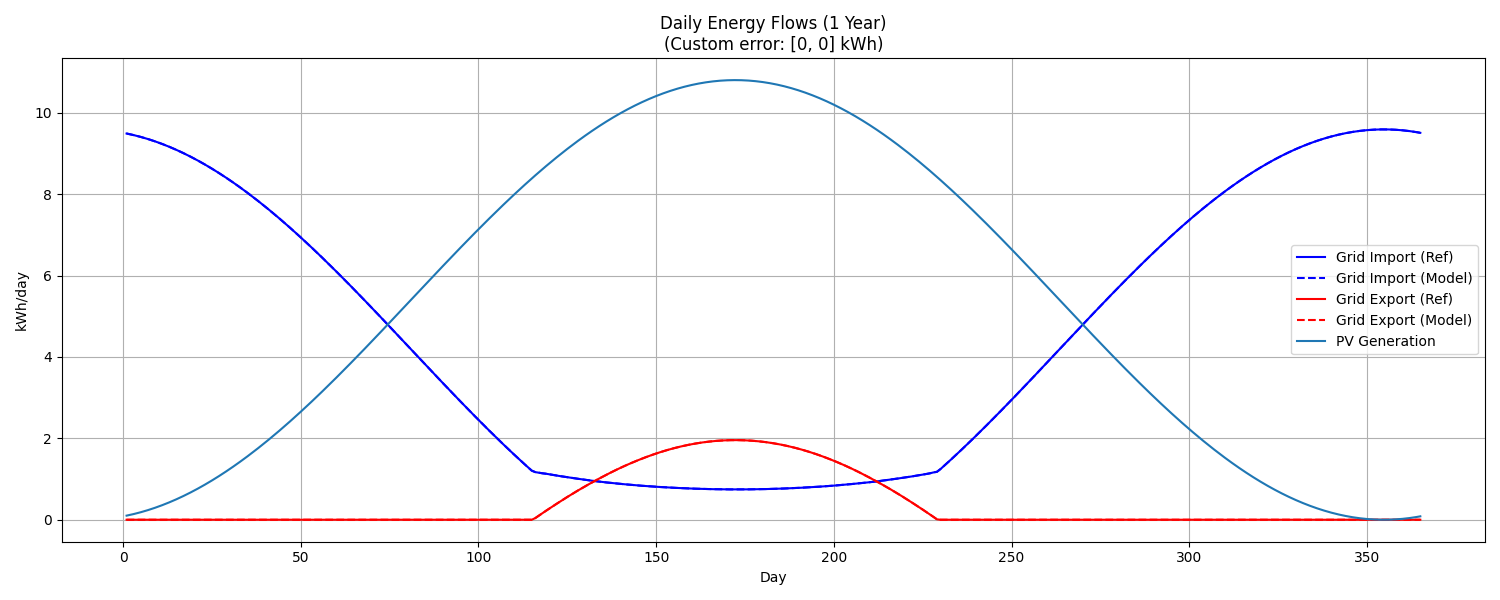 Daily Energy Flows (1 Year)
(Custom error: [0, 0] kWh)
kWh/day
10
8
6
4
2
0
Grid Import (Ref)
Grid Import (Model)
Grid Export (Ref)
Grid Export (Model)
PV Generation
0 50 100 150 200 250 300 350
Day